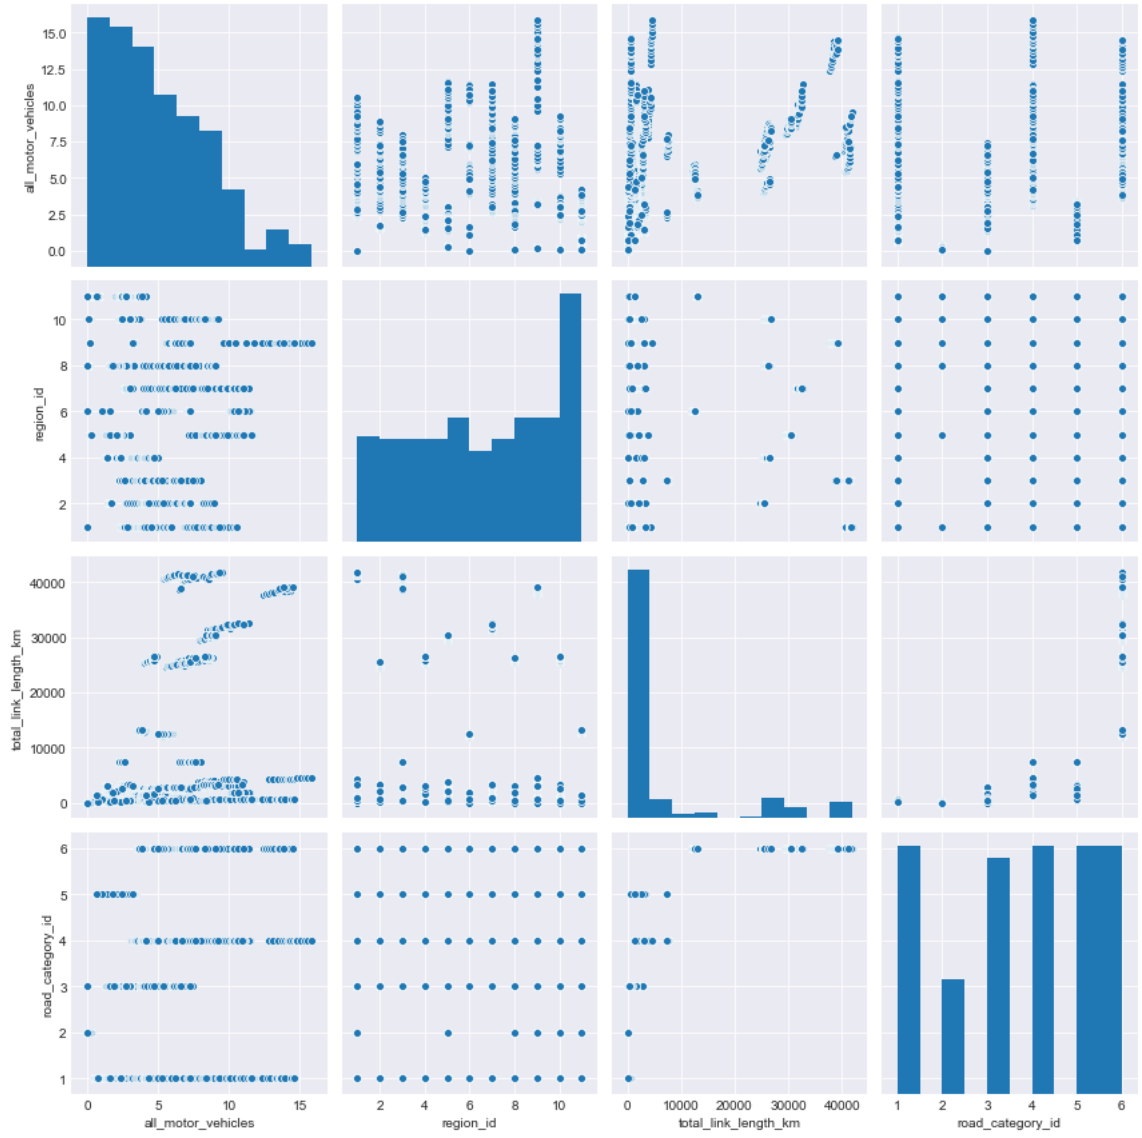 all_motor_vehicles
15.0
12.5
10.0
7.5
5.0
2.5
0.0
region_id
10
8
6
4
2
total_link_length_km
40000
30000
20000
10000
0
road_category_id
6
5
4
3
2
1
0 5 10 15
2 4 6 8 10
0 10000 20000 30000 40000
1 2 3 4 5 6
all_motor_vehicles
region_id
total_link_length_km
road_category_id